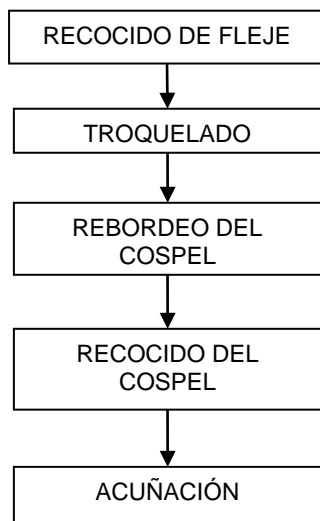 RECOCIDO DE FLEJE
TROQUELADO
REBORDEO DEL
COSPEL
RECOCIDO DEL
COSPEL
ACUÑACIÓN